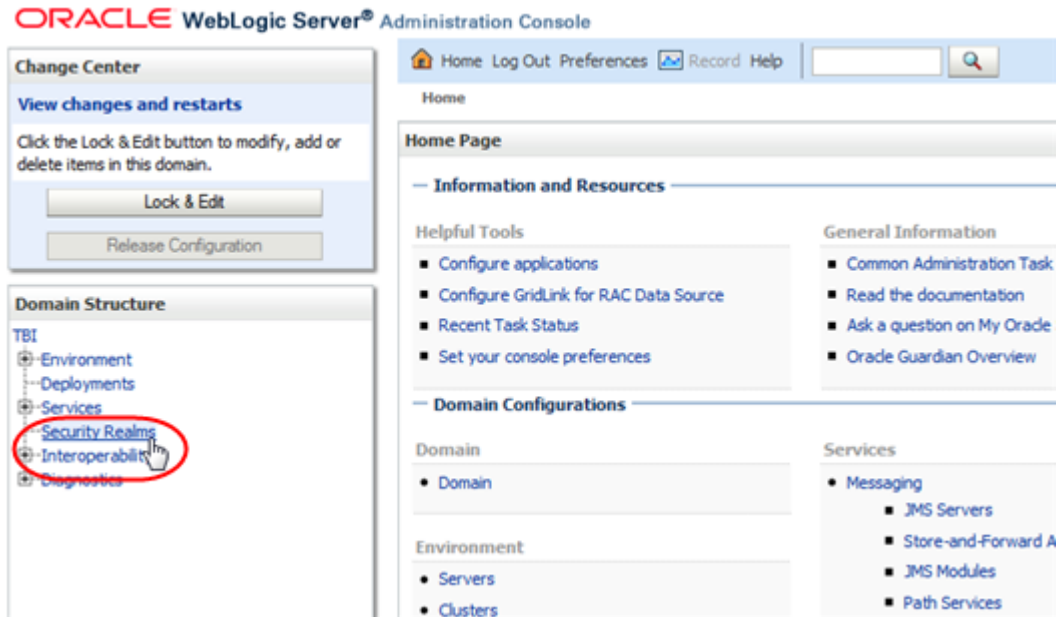 ORACLE WebLogic Server® Administration Console
Change Center
View changes and restarts
Click the Lock & Edit button to modify, add or
delete items in this domain.
Lock & Edit
Release Configuration
Domain Structure
TBI
Environment
Deployments
Services
Security Realms
Interoperability
Diagnostics
Home Log Out Preferences Record Help
Home
Home Page
Information and Resources
Helpful Tools
Configure applications
Configure GridLink for RAC Data Source
Recent Task Status
Set your console preferences
General Information
Common Administration Task
Read the documentation
Ask a question on My Oracle
Oracle Guardian Overview
Domain Configurations
Domain
Domain
Environment
Servers
Clusters
Services
Messaging
JMS Servers
Store-and-Forward A
JMS Modules
Path Services